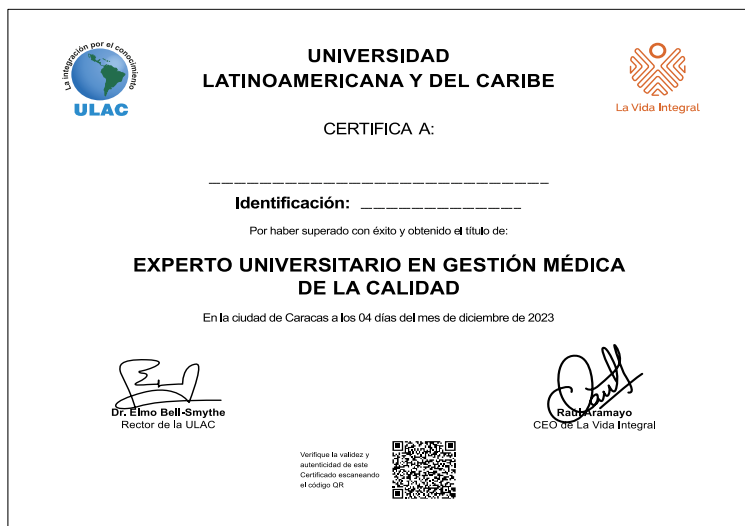 La integración por el conocimiento
ULAC
UNIVERSIDAD
LATINOAMERICANA Y DEL CARIBE
La Vida Integral
CERTIFICA A:
Identificación:
Por haber superado con éxito y obtenido el título de:
EXPERTO UNIVERSITARIO EN GESTIÓN MÉDICA
DE LA CALIDAD
En la ciudad de Caracas a los 04 días del mes de diciembre de 2023
Dr. Elmo Bell-Smythe
Rector de la ULAC
Raúl Aramayo
CEO de La Vida Integral
Verifique la validez y
autenticidad de este
Certificado escaneando
el código QR